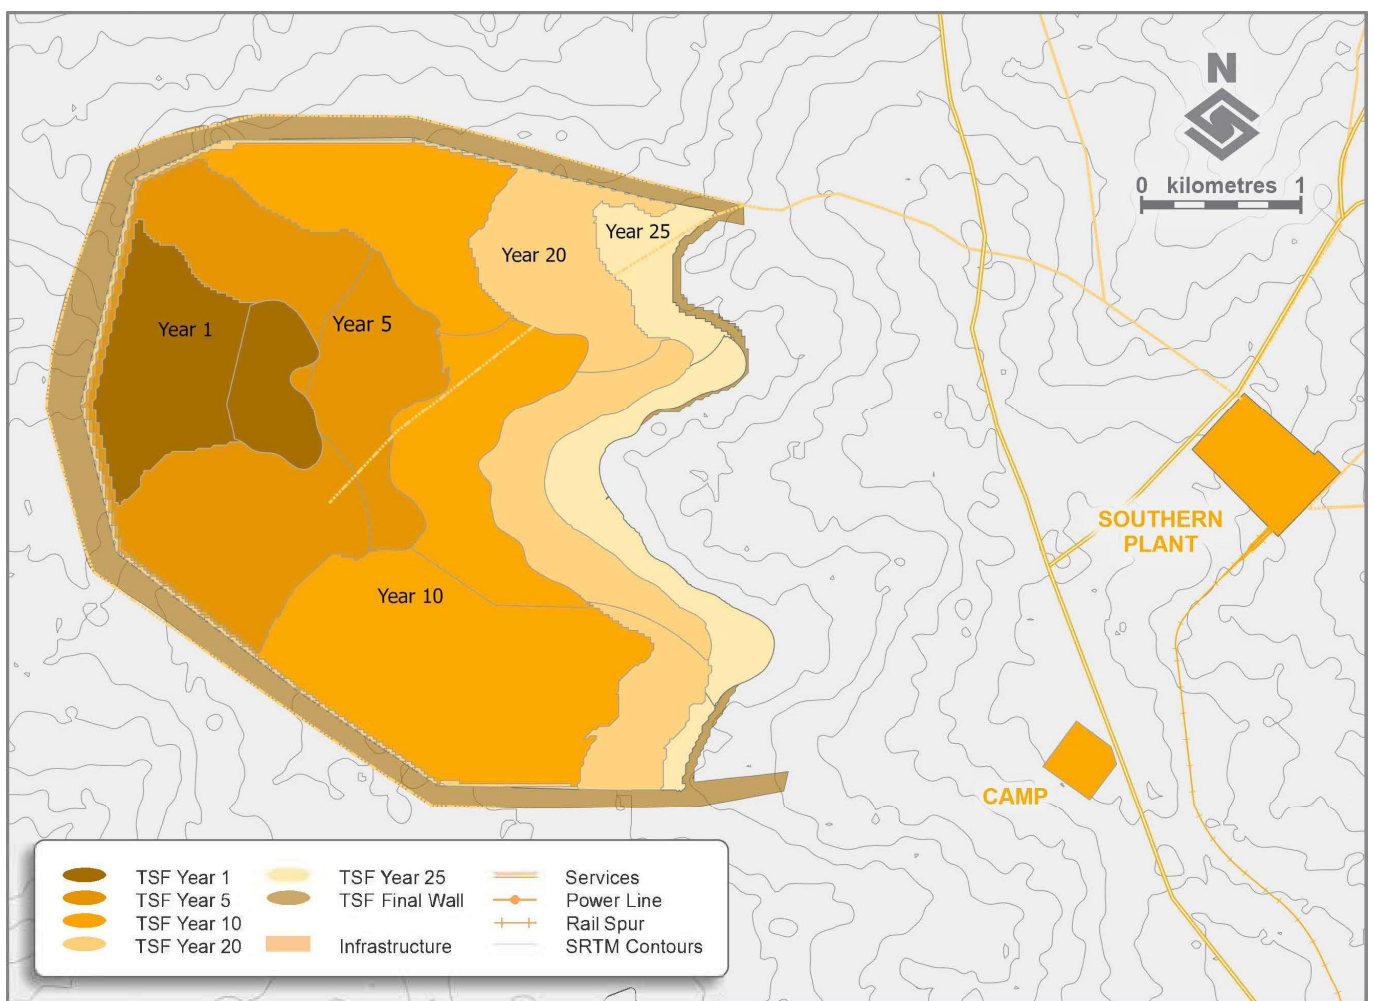 N
0 kilometres 1
Year 25
Year 20
Year 1
Year 5
SOUTHERN
PLANT
Year 10
CAMP
TSF Year 1
TSF Year 5
TSF Year 10
TSF Year 20
TSF Year 25
TSF Final Wall
Infrastructure
Services
Power Line
Rail Spur
SRTM Contours